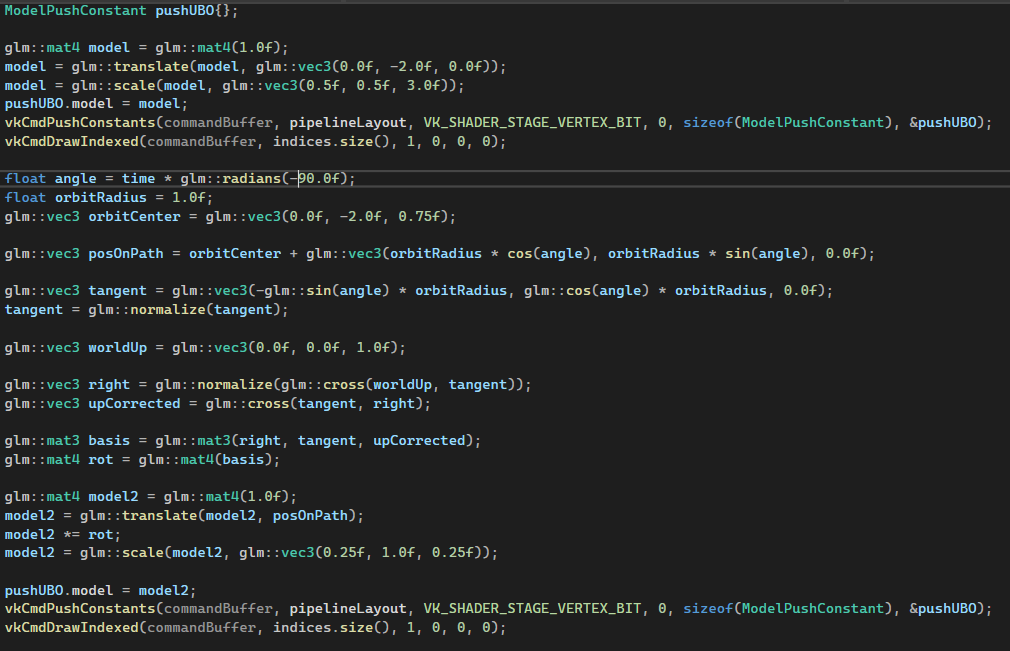 ModelPushConstant pushUBO{};
glm::mat4 model = glm::mat4(1.0f);
model = glm::translate(model, glm::vec3(0.0f, -2.0f, 0.0f));
model = glm::scale(model, glm::vec3(0.5f, 0.5f, 3.0f));
pushUBO.model = model;
vkCmdPushConstants(commandBuffer, pipelineLayout, VK_SHADER_STAGE_VERTEX_BIT, 0, sizeof(ModelPushConstant), &pushUBO);
vkCmdDrawIndexed(commandBuffer, indices.size(), 1, 0, 0, 0);
float angle = time * glm::radians(-90.0f);
float orbitRadius = 1.0f;
glm::vec3 orbitCenter = glm::vec3(0.0f, -2.0f, 0.75f);
glm::vec3 posOnPath = orbitCenter + glm::vec3(orbitRadius * cos(angle), orbitRadius * sin(angle), 0.0f);
glm::vec3 tangent = glm::vec3(-glm::sin(angle) * orbitRadius, glm::cos(angle) * orbitRadius, 0.0f);
tangent = glm::normalize(tangent);
glm::vec3 worldUp = glm::vec3(0.0f, 0.0f, 1.0f);
glm::vec3 right = glm::normalize(glm::cross(worldUp, tangent));
glm::vec3 upCorrected = glm::cross(tangent, right);
glm::mat3 basis = glm::mat3(right, tangent, upCorrected);
glm::mat4 rot = glm::mat4(basis);
glm::mat4 model2 = glm::mat4(1.0f);
model2 = glm::translate(model2, posOnPath);
model2 *= rot;
model2 = glm::scale(model2, glm::vec3(0.25f, 1.0f, 0.25f));
pushUBO.model = model2;
vkCmdPushConstants(commandBuffer, pipelineLayout, VK_SHADER_STAGE_VERTEX_BIT, 0, sizeof(ModelPushConstant), &pushUBO);
vkCmdDrawIndexed(commandBuffer, indices.size(), 1, 0, 0, 0);